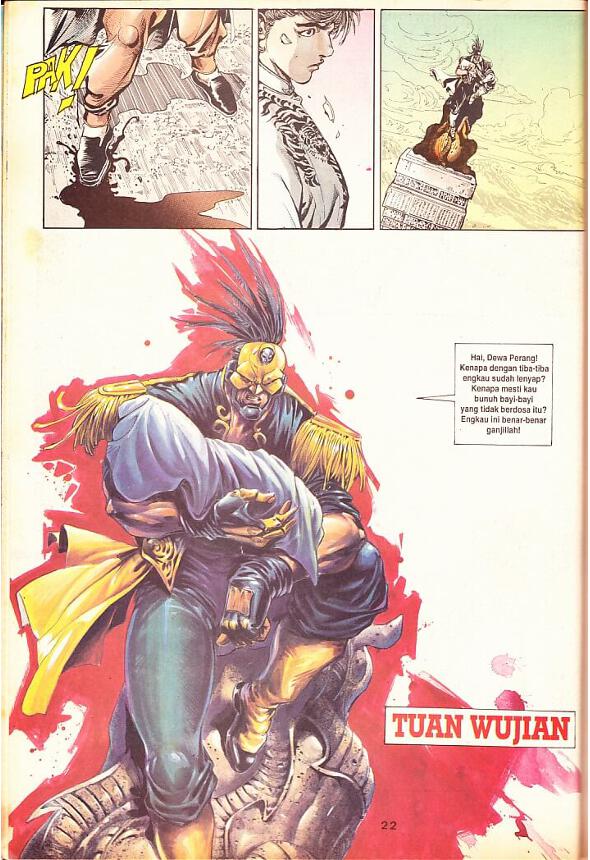 PAK!
Hai, Dewa Perang!
Kenapa dengan tiba-tiba
engkau sudah lenyap?
Kenapa mesti kau
bunuh bayi-bayi
yang tidak berdosa itu?
Engkau ini benar-benar
ganjillah!
TUAN WUJIAN
22